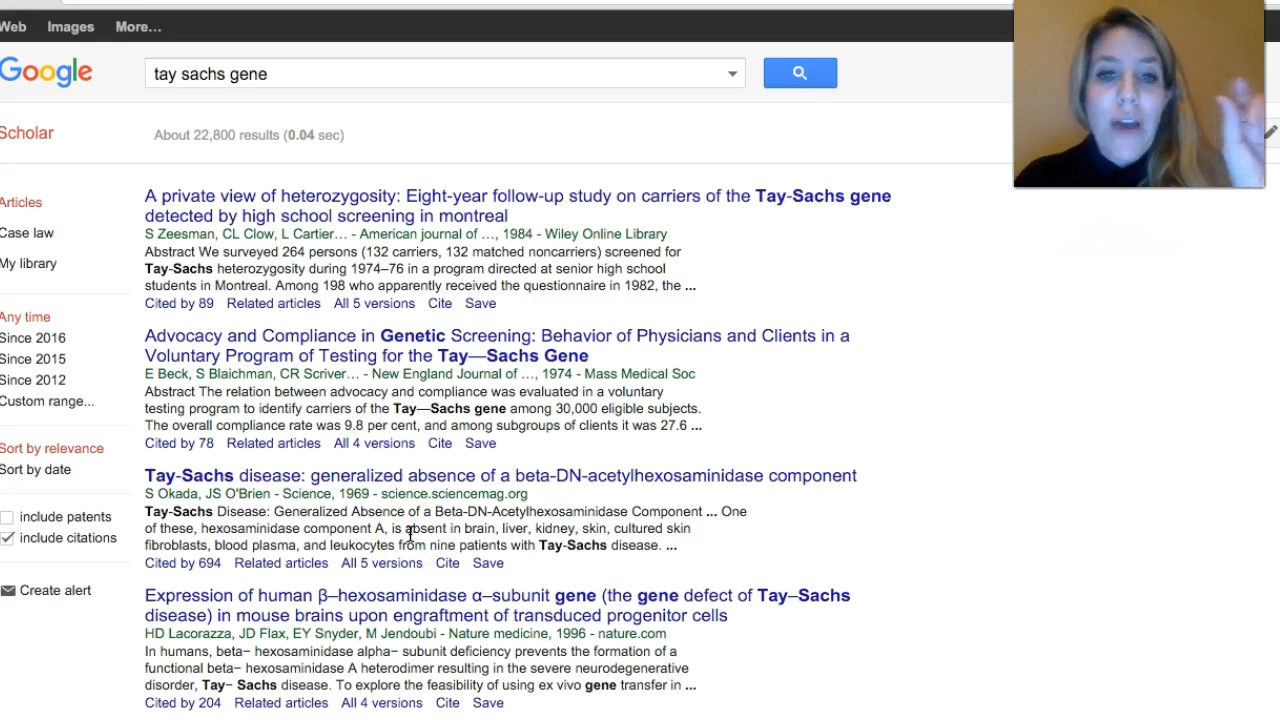 Web Images More...
Google
tay sachs gene
Scholar
About 22,800 results (0.04 sec)
Articles
Case law
My library
Any time
Since 2016
Since 2015
Since 2012
Custom range...
Sort by relevance
Sort by date
include patents
include citations
Create alert
A private view of heterozygosity: Eight-year follow-up study on carriers of the Tay-Sachs gene
detected by high school screening in montreal
S Zeesman, CL Clow, L Cartier... - American journal of ..., 1984 - Wiley Online Library
Abstract We surveyed 264 persons (132 carriers, 132 matched noncarriers) screened for
Tay-Sachs heterozygosity during 1974–76 in a program directed at senior high school
students in Montreal. Among 198 who apparently received the questionnaire in 1982, the ...
Cited by 89 Related articles All 5 versions Cite Save
Advocacy and Compliance in Genetic Screening: Behavior of Physicians and Clients in a
Voluntary Program of Testing for the Tay—Sachs Gene
E Beck, S Blaichman, CR Scriver... - New England Journal of ..., 1974 - Mass Medical Soc
Abstract The relation between advocacy and compliance was evaluated in a voluntary
testing program to identify carriers of the Tay—Sachs gene among 30,000 eligible subjects.
The overall compliance rate was 9.8 per cent, and among subgroups of clients it was 27.6 ...
Cited by 78 Related articles All 4 versions Cite Save
Tay-Sachs disease: generalized absence of a beta-DN-acetylhexosaminidase component
S Okada, JS O'Brien - Science, 1969 - science.sciencemag.org
Tay-Sachs Disease: Generalized Absence of a Beta-DN-Acetylhexosaminidase Component ... One
of these, hexosaminidase component A, is absent in brain, liver, kidney, skin, cultured skin
fibroblasts, blood plasma, and leukocytes from nine patients with Tay-Sachs disease. ...
Cited by 694 Related articles All 5 versions Cite Save
Expression of human β–hexosaminidase α–subunit gene (the gene defect of Tay–Sachs
disease) in mouse brains upon engraftment of transduced progenitor cells
HD Lacorazza, JD Flax, EY Snyder, M Jendoubi - Nature medicine, 1996 - nature.com
In humans, beta− hexosaminidase alpha− subunit deficiency prevents the formation of a
functional beta− hexosaminidase A heterodimer resulting in the severe neurodegenerative
disorder, Tay− Sachs disease. To explore the feasibility of using ex vivo gene transfer in ...
Cited by 204 Related articles All 4 versions Cite Save